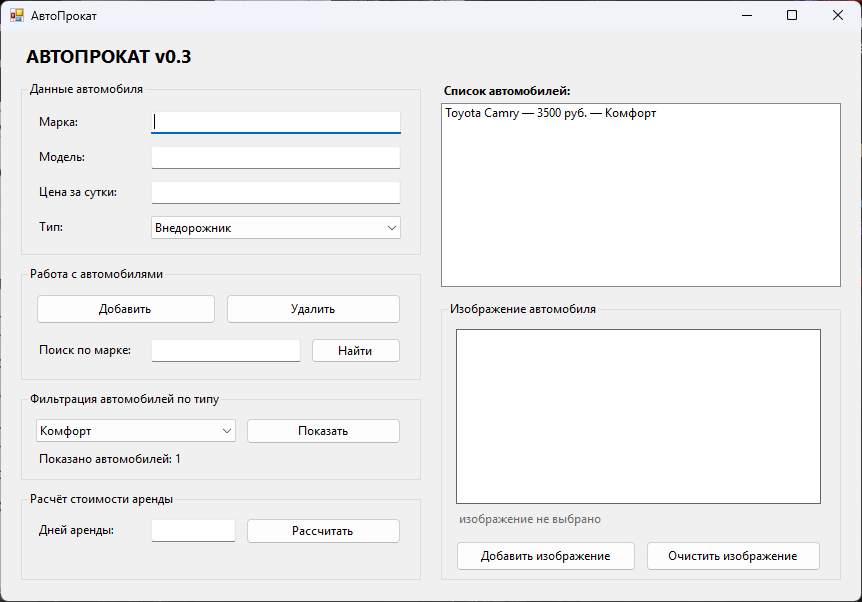 АвтоПрокат
АВТОПРОКАТ v0.3
Данные автомобиля
Марка:
Модель:
Цена за сутки:
Тип:
Внедорожник
Работа с автомобилями
Добавить
Удалить
Поиск по марке:
Найти
Фильтрация автомобилей по типу
Комфорт
Показать
Показано автомобилей: 1
Расчёт стоимости аренды
Дней аренды:
Рассчитать
Список автомобилей:
Toyota Camry — 3500 руб. — Комфорт
Изображение автомобиля
изображение не выбрано
Добавить изображение
Очистить изображение